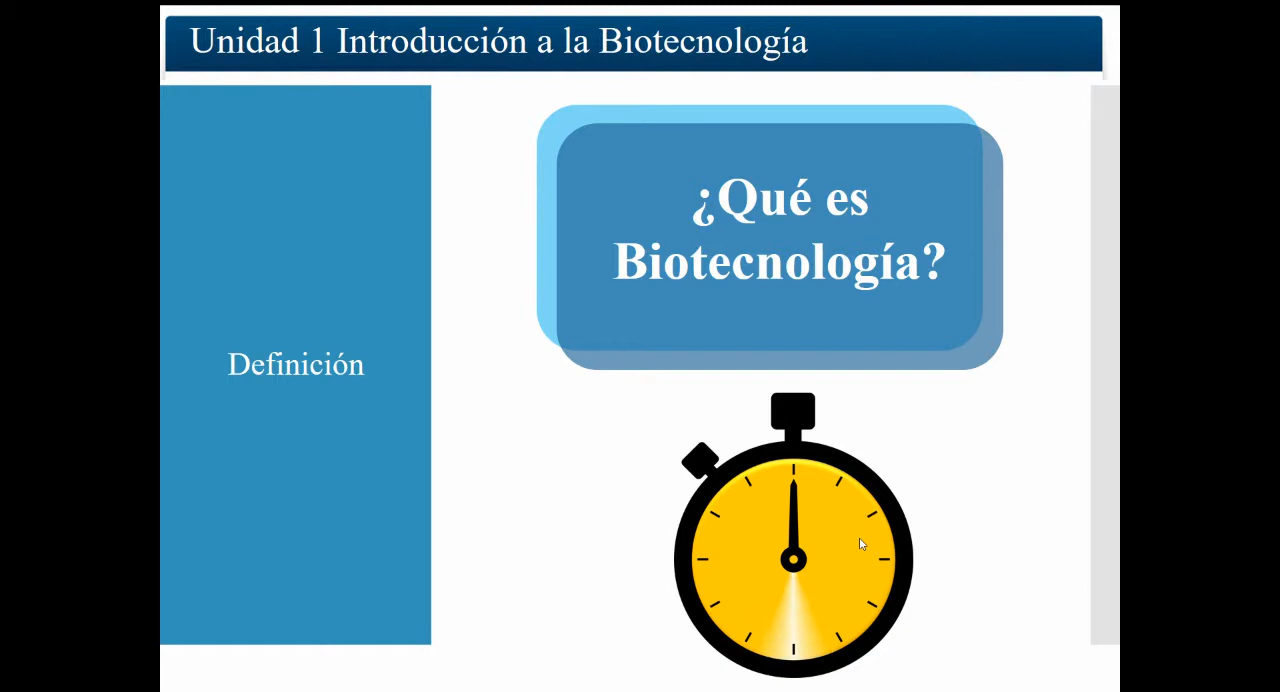 Unidad 1 Introducción a la Biotecnología
Definición
¿Qué es
Biotecnología?